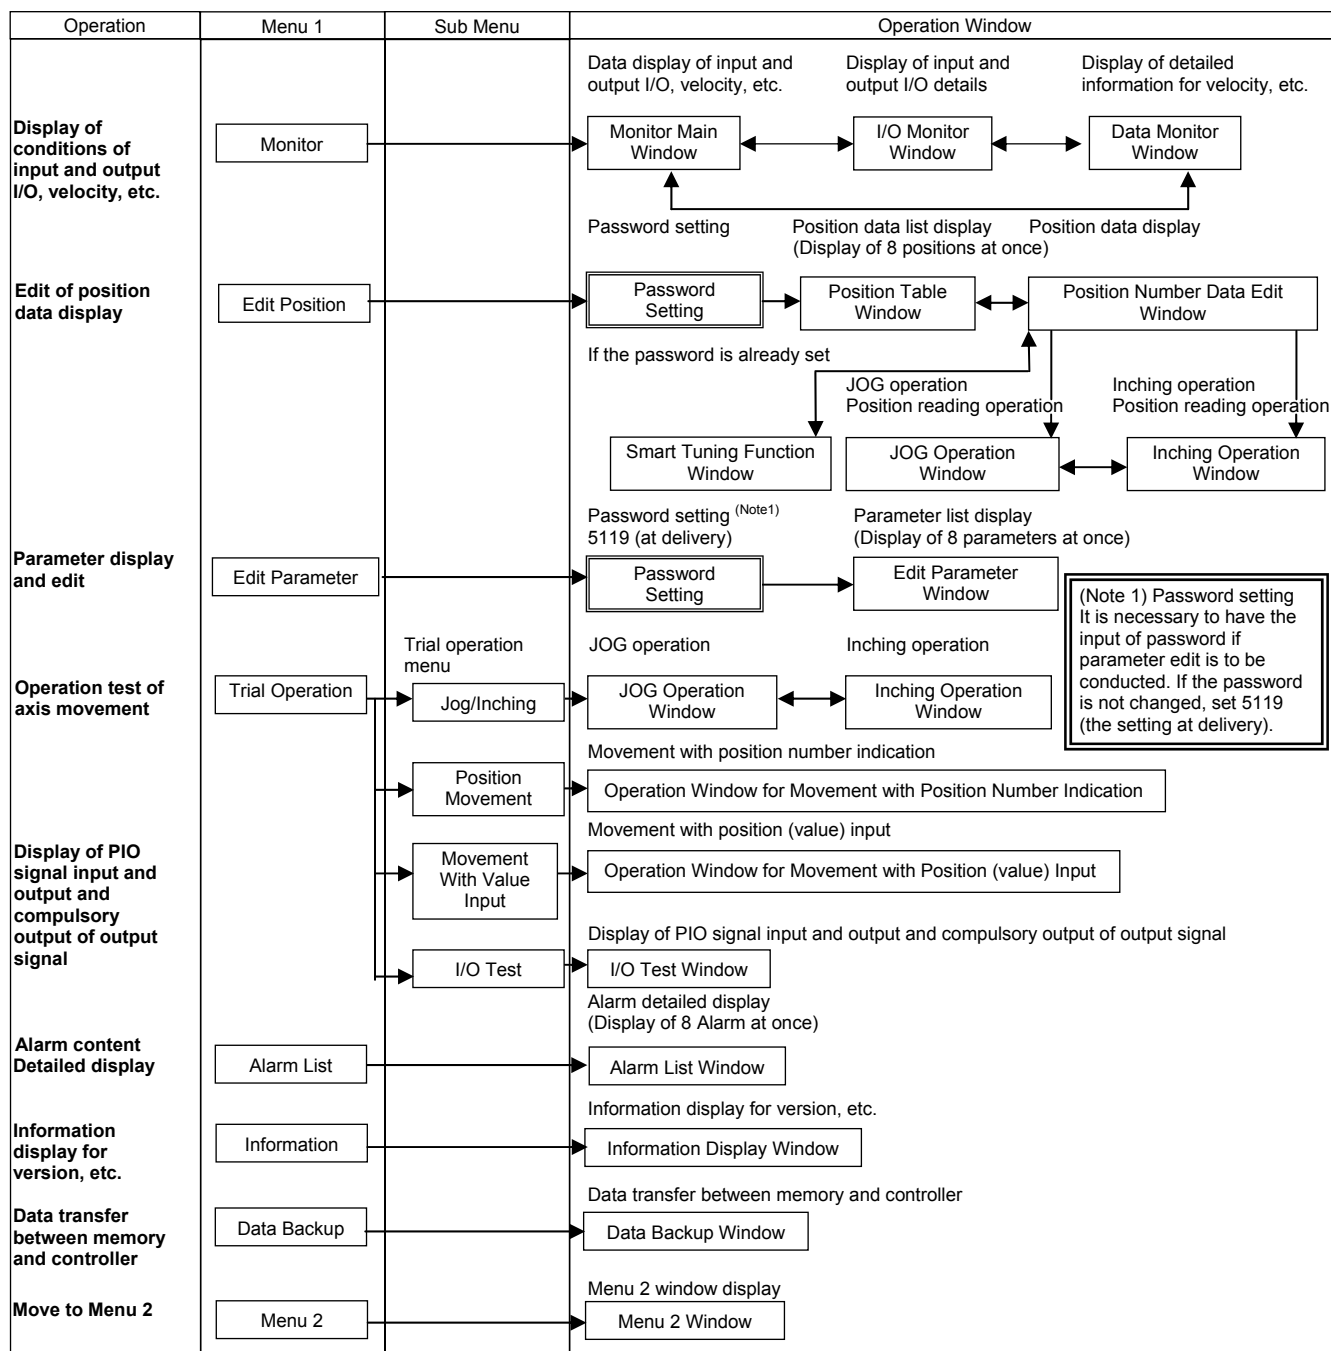 Operation
Menu 1
Sub Menu
Operation Window
Data display of input and
output I/O, velocity, etc.
Display of input and
output I/O details
Display of detailed
information for velocity, etc.
Display of
conditions of
input and output
I/O, velocity, etc.
Monitor
Monitor Main
Window
I/O Monitor
Window
Data Monitor
Window
Password setting
Position data list display
(Display of 8 positions at once)
Position data display
Edit of position
data display
Edit Position
Password
Setting
Position Table
Window
Position Number Data Edit
Window
If the password is already set
JOG operation
Position reading operation
Inching operation
Position reading operation
Smart Tuning Function
Window
JOG Operation
Window
Inching Operation
Window
Password setting (Note1)
5119 (at delivery)
Parameter list display
(Display of 8 parameters at once)
Parameter display
and edit
Edit Parameter
Password
Setting
Edit Parameter
Window
(Note 1) Password setting
It is necessary to have the
input of password if
parameter edit is to be
conducted. If the password
is not changed, set 5119
(the setting at delivery).
Trial operation
menu
JOG operation
Inching operation
Operation test of
axis movement
Trial Operation
Jog/Inching
JOG Operation
Window
Inching Operation
Window
Movement with position number indication
Position
Movement
Operation Window for Movement with Position Number Indication
Movement with position (value) input
Display of PIO
signal input and
output and
compulsory
output of output
signal
Movement
With Value
Input
Operation Window for Movement with Position (value) Input
Display of PIO signal input and output and compulsory output of output signal
I/O Test
I/O Test Window
Alarm detailed display
(Display of 8 Alarm at once)
Alarm content
Detailed display
Alarm List
Alarm List Window
Information display for version, etc.
Information
display for
version, etc.
Information
Information Display Window
Data transfer between memory and controller
Data transfer
between memory
and controller
Data Backup
Data Backup Window
Menu 2 window display
Move to Menu 2
Menu 2
Menu 2 Window